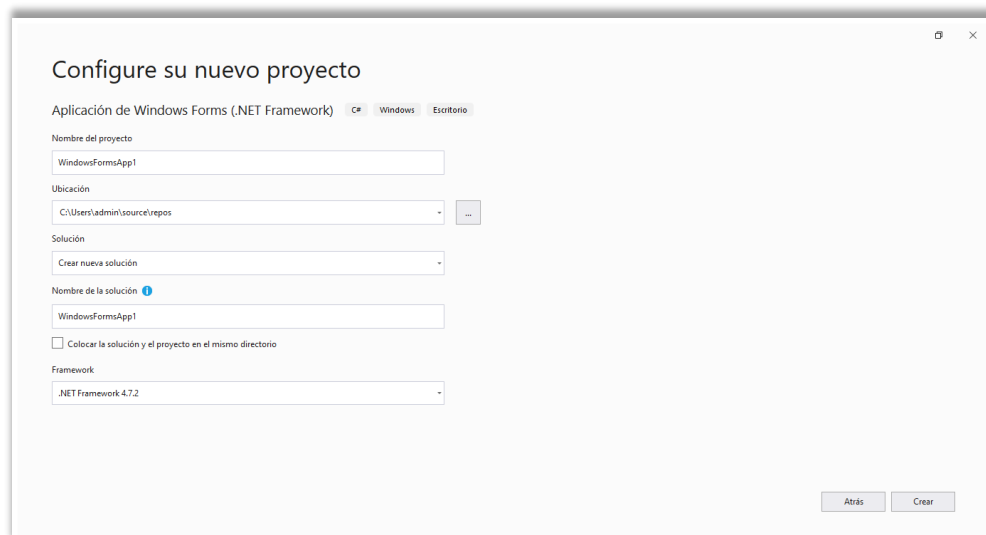 Configure su nuevo proyecto
Aplicación de Windows Forms (.NET Framework) C# Windows Escritorio
Nombre del proyecto
WindowsFormsApp1
Ubicación
C:\Users\admin\source\repos
...
Solución
Crear nueva solución
Nombre de la solución
WindowsFormsApp1
Colocar la solución y el proyecto en el mismo directorio
Framework
.NET Framework 4.7.2
Atrás Crear